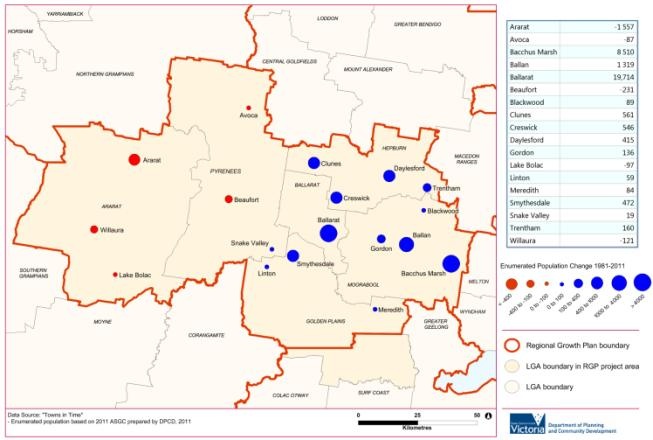 YARRIAMBIACK
HORSHAM
LODDON
GREATER BENDIGO
NORTHERN GRAMPIANS
CENTRAL GOLDFIELDS
MOUNT ALEXANDER
Avoca
HEPBURN
MACEDON
RANGES
Ararat
Clunes
Daylesford
PYRENEES
BALLARAT
Trentham
ARARAT
Beaufort
Creswick
Blackwood
Willaura
Ballarat
Ballan
Gordon
Snake Valley
Smythesdale
Linton
Bacchus Marsh
Lake Bolac
SOUTHERN
GRAMPIANS
MOORABOOL
MELTON
MOYNE
GOLDEN PLAINS
Meredith
WYNDHAM
GREATER
GEELONG
CORANGAMITE
COLAC OTWAY
SURF COAST
Data Source: "Towns in Time"
- Enumerated population based on 2011 ASGC prepared by DPCD, 2011
0 25 50
Kilometres
Ararat -1 557
Avoca -87
Bacchus Marsh 8 510
Ballan 1 319
Ballarat 19,714
Beaufort -231
Blackwood 89
Clunes 561
Creswick 546
Daylesford 415
Gordon 136
Lake Bolac -97
Linton 59
Meredith 84
Smythesdale 472
Snake Valley 19
Trentham 160
Willaura -121
Enumerated Population Change 1981-2011
< -400
-400 to -100
-100 to 0
0 to 100
100 to 400
400 to 1000
1000 to 4000
> 4000
Regional Growth Plan boundary
LGA boundary in RGP project area
LGA boundary
Victoria
Department of Planning
and Community Development